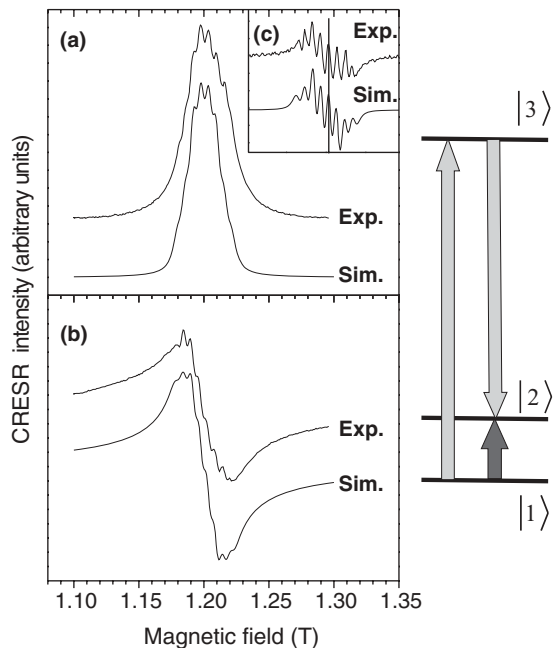 (a)
(c)
Exp.
Sim.
Exp.
Sim.
(b)
Exp.
Sim.
CRESR intensity (arbitrary units)
1.10 1.15 1.20 1.25 1.30 1.35
Magnetic field (T)
|3⟩
|2⟩
|1⟩